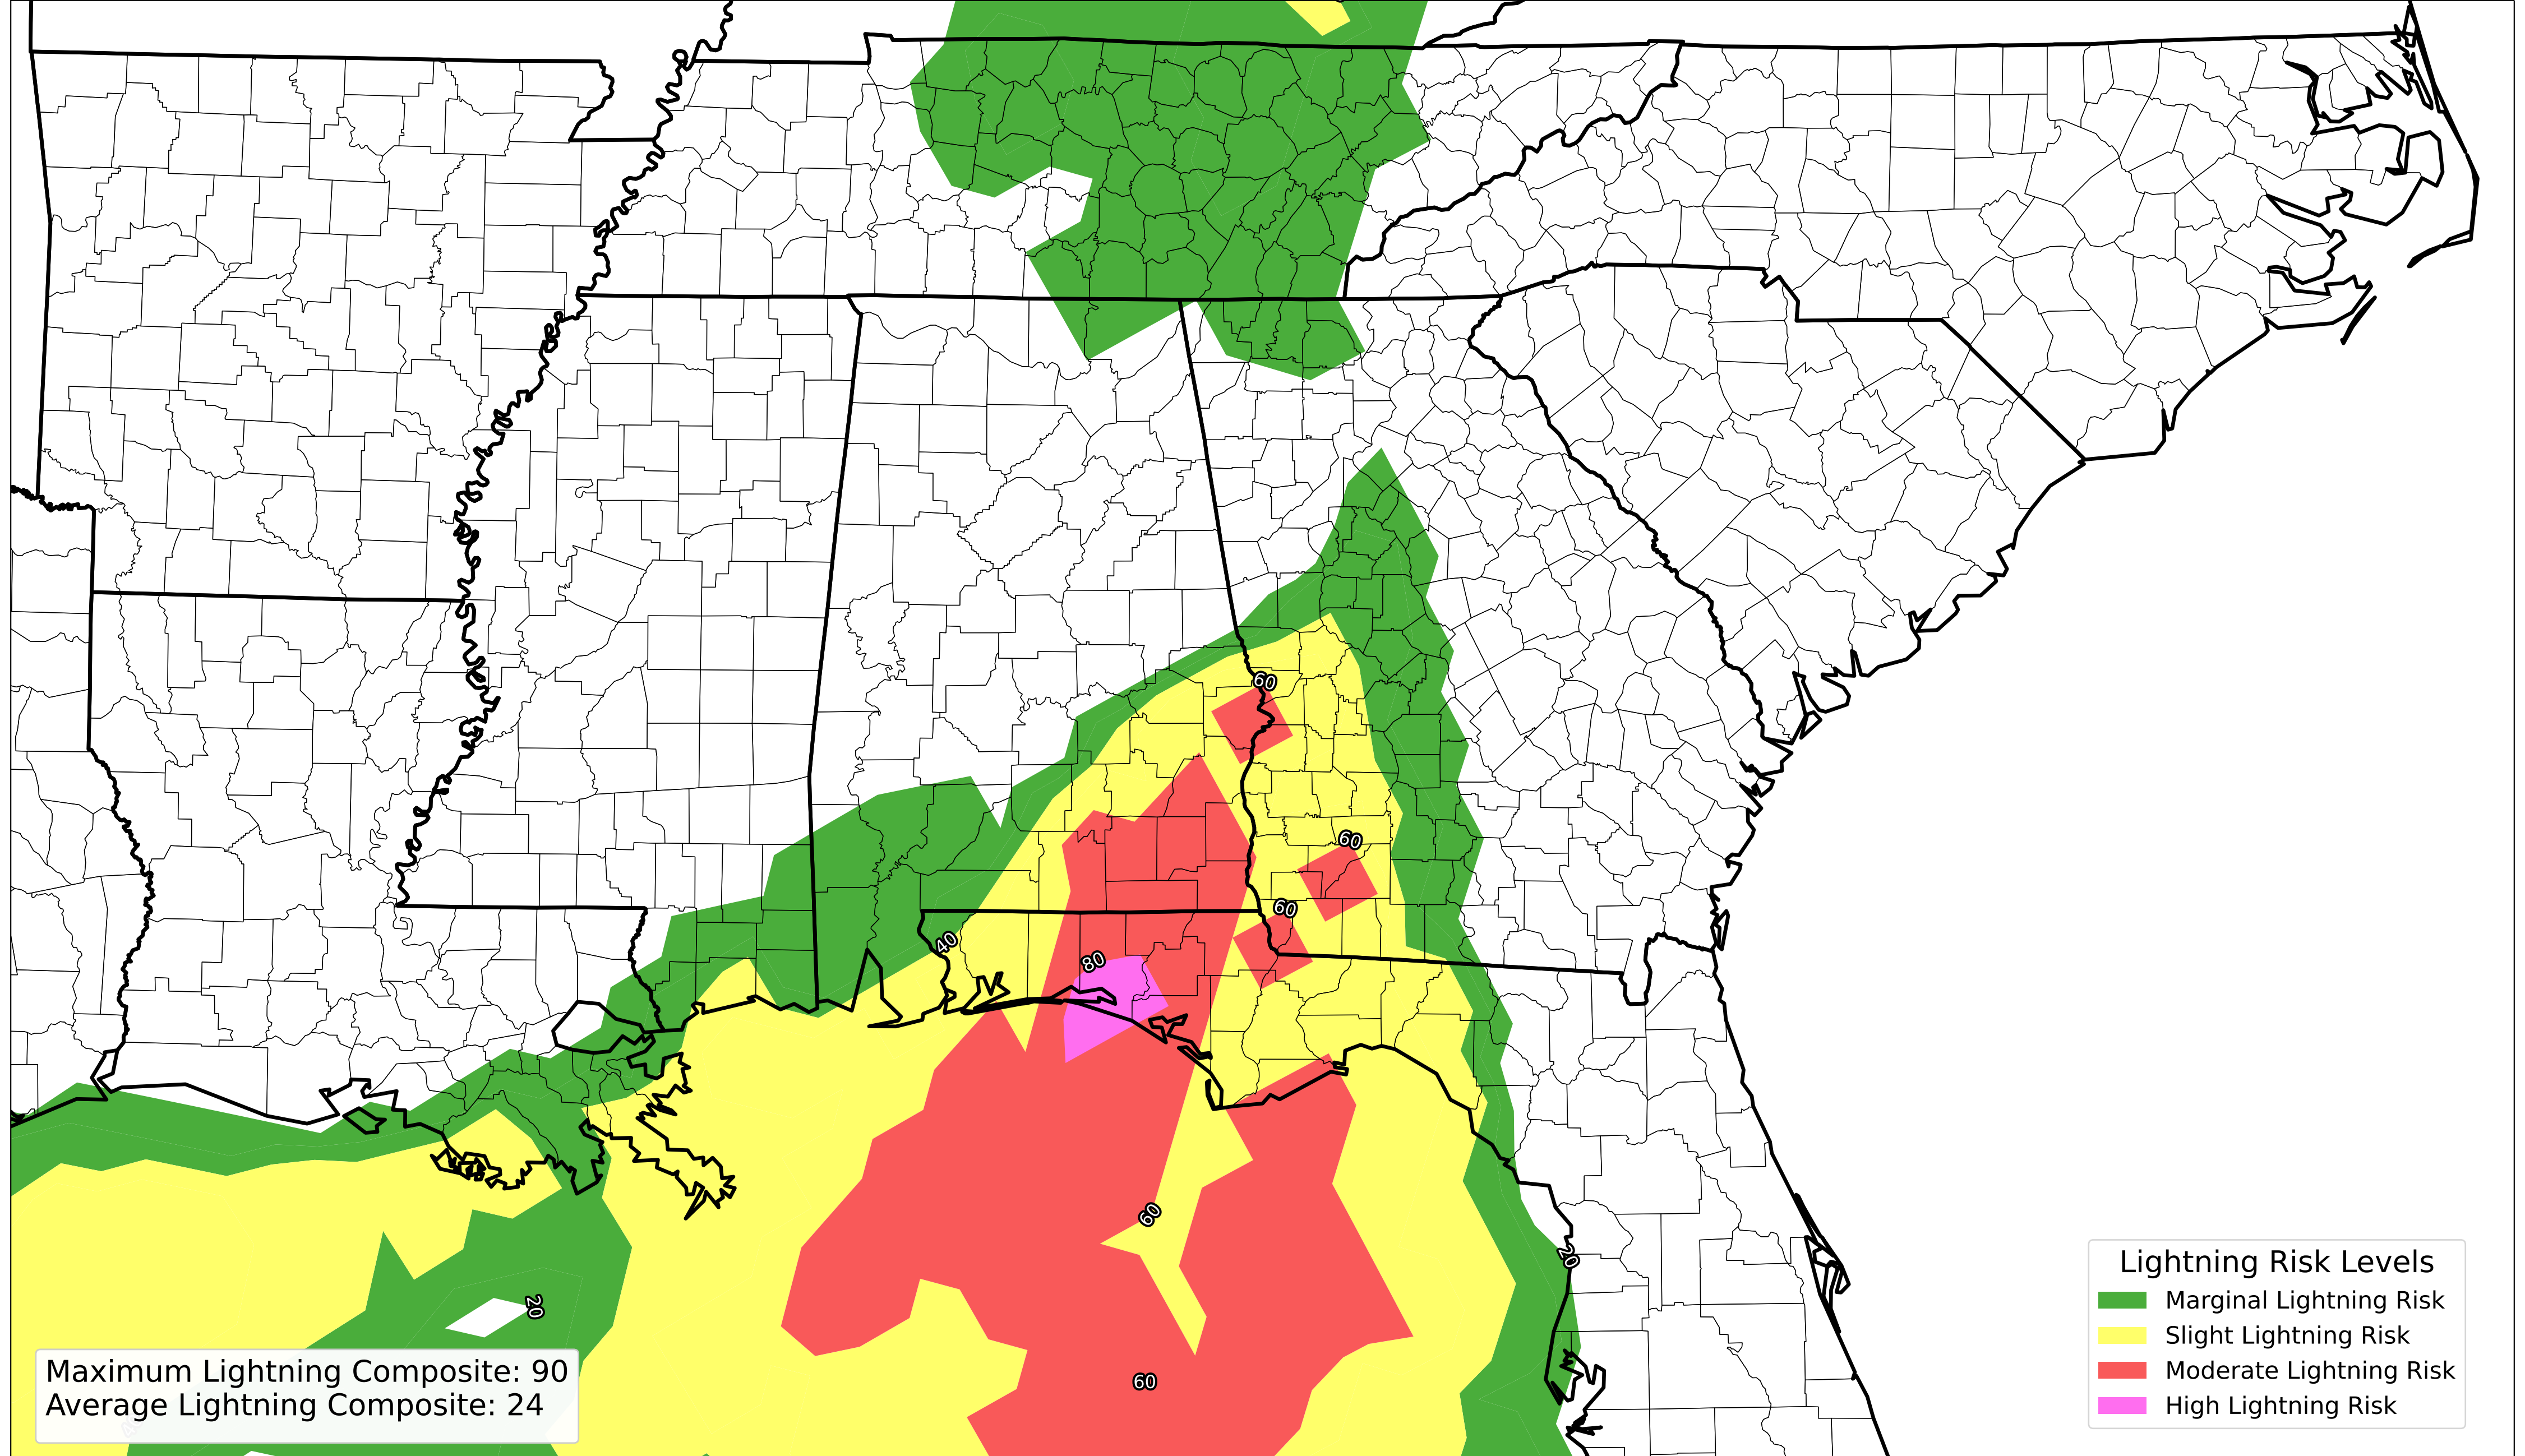 60
60
60
40
80
60
20
20
60
Maximum Lightning Composite: 90
Average Lightning Composite: 24
Lightning Risk Levels
Marginal Lightning Risk
Slight Lightning Risk
Moderate Lightning Risk
High Lightning Risk